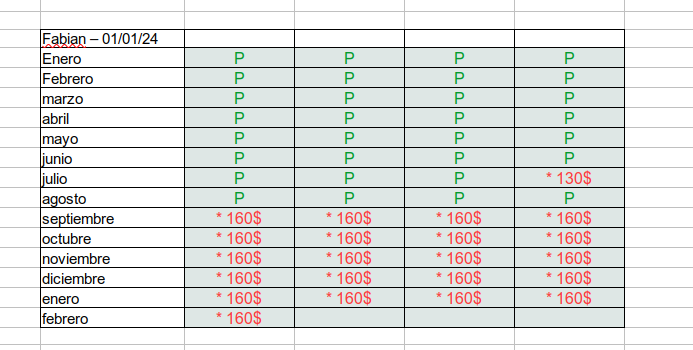 Fabian – 01/01/24
Enero P P P P
Febrero P P P P
marzo P P P P
abril P P P P
mayo P P P P
junio P P P P
julio P P P * 130$
agosto P P P P
septiembre * 160$ * 160$ * 160$ * 160$
octubre * 160$ * 160$ * 160$ * 160$
noviembre * 160$ * 160$ * 160$ * 160$
diciembre * 160$ * 160$ * 160$ * 160$
enero * 160$ * 160$ * 160$ * 160$
febrero * 160$